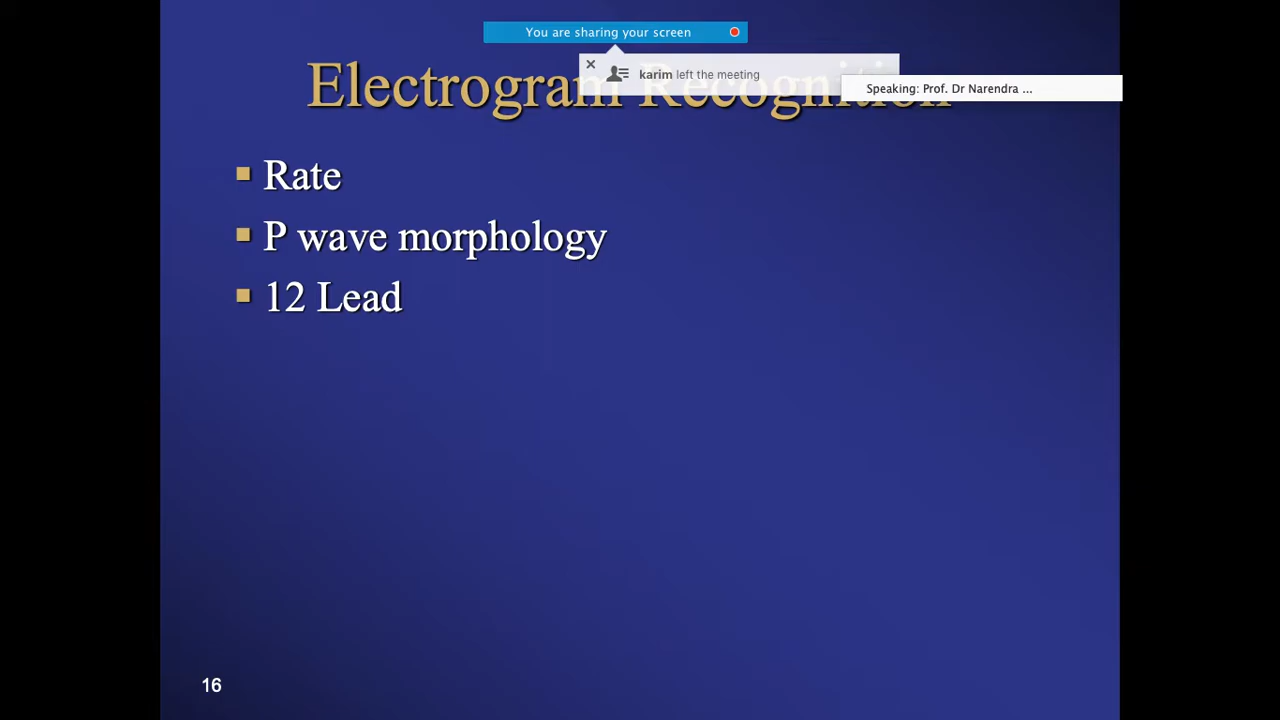 You are sharing your screen
karim left the meeting
Speaking: Prof. Dr Narendra ...
Electrogram Recognition
Rate
P wave morphology
12 Lead
16